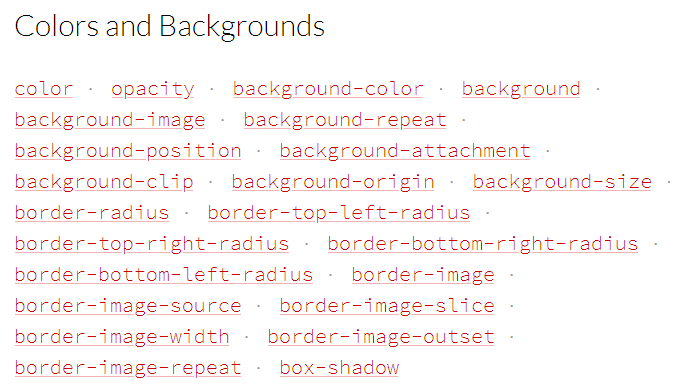 Colors and Backgrounds
color · opacity · background-color · background ·
background-image · background-repeat ·
background-position · background-attachment ·
background-clip · background-origin · background-size ·
border-radius · border-top-left-radius ·
border-top-right-radius · border-bottom-right-radius ·
border-bottom-left-radius · border-image ·
border-image-source · border-image-slice ·
border-image-width · border-image-outset ·
border-image-repeat · box-shadow